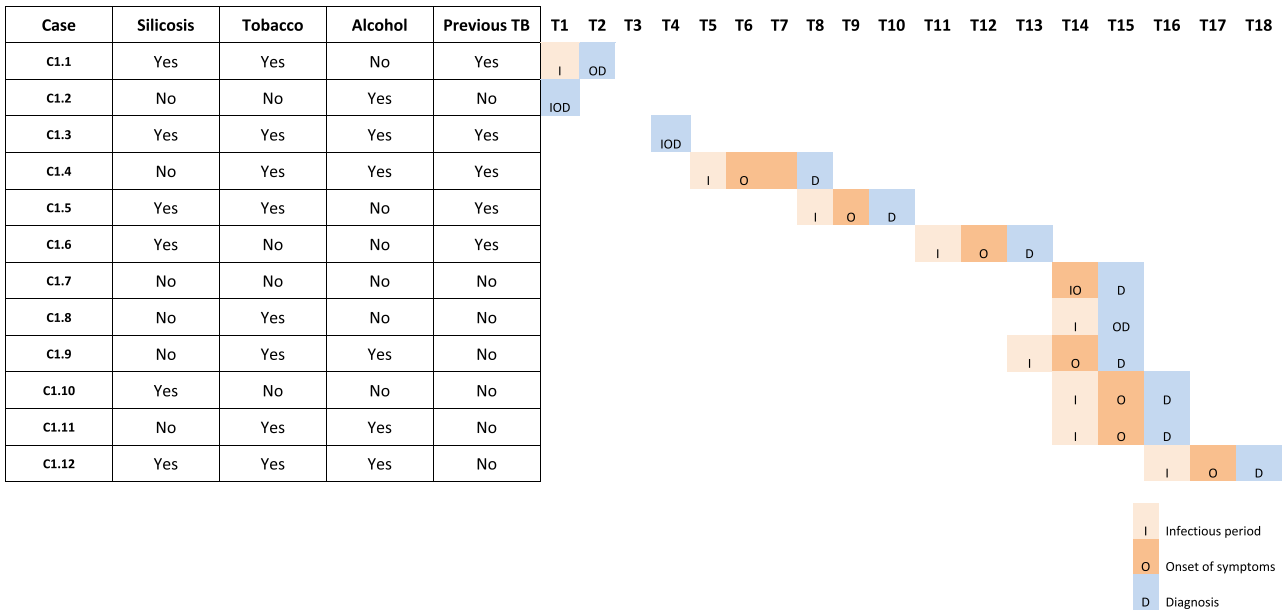 Case Silicosis Tobacco Alcohol Previous TB T1 T2 T3 T4 T5 T6 T7 T8 T9 T10 T11 T12 T13 T14 T15 T16 T17 T18
C1.1 Yes Yes No Yes I OD
C1.2 No No Yes No IOD
C1.3 Yes Yes Yes Yes IOD
C1.4 No Yes Yes Yes I O D
C1.5 Yes Yes No Yes I O D
C1.6 Yes No No Yes I O D
C1.7 No No No No IO D
C1.8 No Yes No No I OD
C1.9 No Yes Yes No I O D
C1.10 Yes No No No I O D
C1.11 No Yes Yes No I O D
C1.12 Yes Yes Yes No I O D
I Infectious period
O Onset of symptoms
D Diagnosis